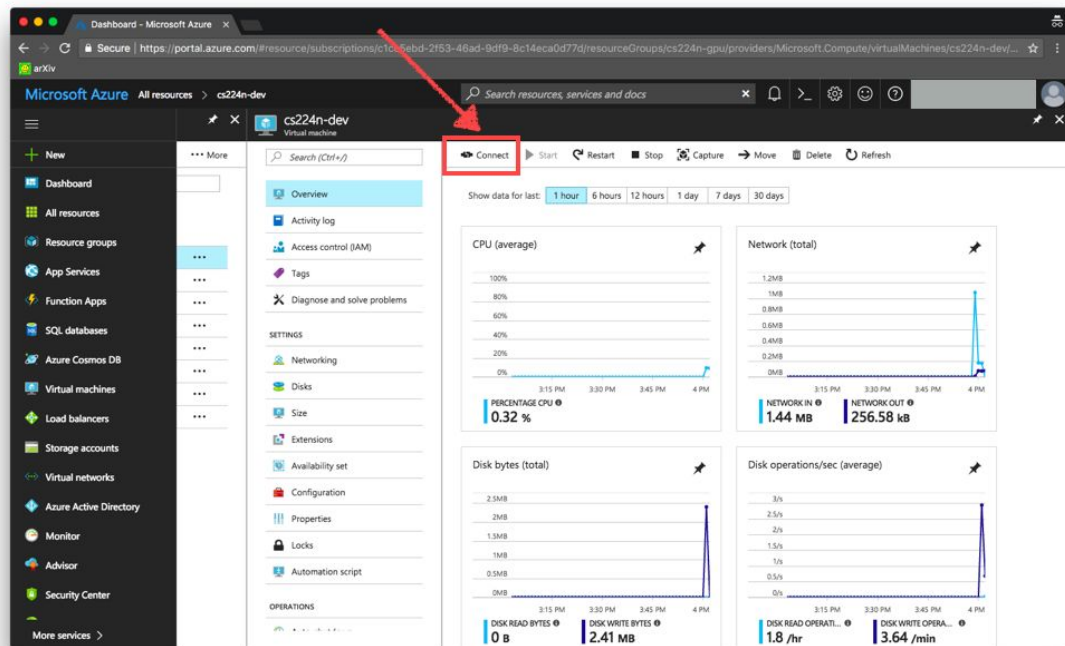 Dashboard - Microsoft Azure
Secure | https://portal.azure.com/#resource/subscriptions/
-2f53-46ad-9df9-8c14eca0d77d/resourceGroups/cs224n-gpu/providers/Microsoft.Compute/virtualMachines/cs224n-dev/...
arXiv
Microsoft Azure All resources > cs224n-dev
Search resources, services and docs
cs224n-dev
Virtual machine
New
Dashboard
All resources
Resource groups
App Services
Function Apps
SQL databases
Azure Cosmos DB
Virtual machines
Load balancers
Storage accounts
Virtual networks
Azure Active Directory
Monitor
Advisor
Security Center
More services >
••• More
Search (Ctrl+/)
Overview
Activity log
Access control (IAM)
Tags
Diagnose and solve problems
SETTINGS
Networking
Disks
Size
Extensions
Availability set
Configuration
Properties
Locks
Automation script
OPERATIONS
Connect Start Restart Stop Capture Move Delete Refresh
Show data for last: 1 hour 6 hours 12 hours 1 day 7 days 30 days
CPU (average)
100%
80%
60%
40%
20%
0%
3:15 PM 3:30 PM 3:45 PM 4 PM
PERCENTAGE CPU
0.32 %
Network (total)
1.2MB
1MB
0.8MB
0.6MB
0.4MB
0.2MB
0MB
3:15 PM 3:30 PM 3:45 PM 4 PM
NETWORK IN NETWORK OUT
1.44 MB 256.58 kB
Disk bytes (total)
2.5MB
2MB
1.5MB
1MB
0.5MB
0MB
3:15 PM 3:30 PM 3:45 PM 4 PM
DISK READ BYTES DISK WRITE BYTES
0 B 2.41 MB
Disk operations/sec (average)
3/s
2.5/s
2/s
1.5/s
1/s
0.5/s
0/s
3:15 PM 3:30 PM 3:45 PM 4 PM
DISK READ OPERATI... DISK WRITE OPERA...
1.8 /hr 3.64 /min